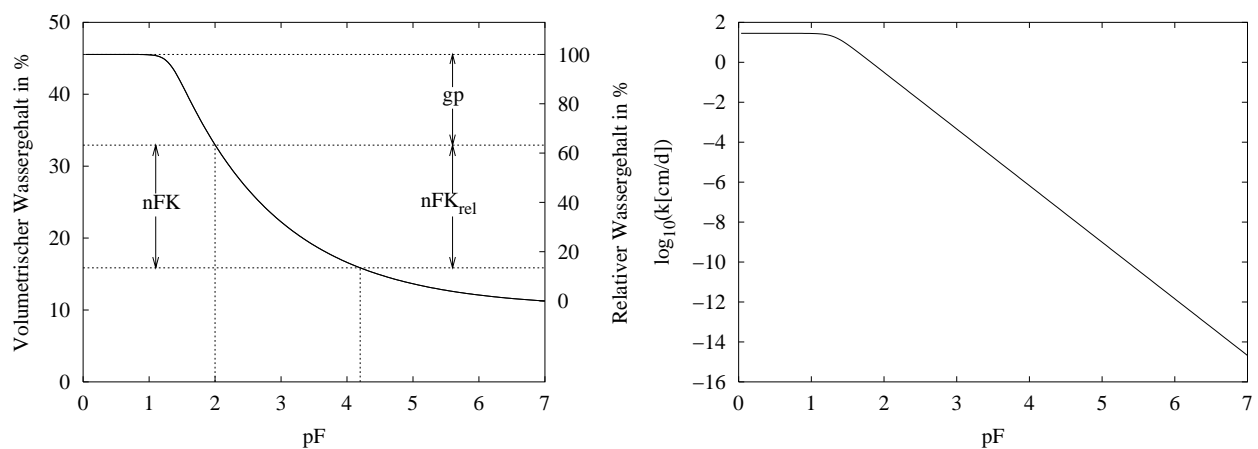 Volumetrischer Wassergehalt in %
50
40
30
20
10
0
0 1 2 3 4 5 6 7
pF
gp
nFK
nFKrel
100
80
60
40
20
0
Relativer Wassergehalt in %
log10(k[cm/d])
2
0
−2
−4
−6
−8
−10
−12
−14
−16
0 1 2 3 4 5 6 7
pF